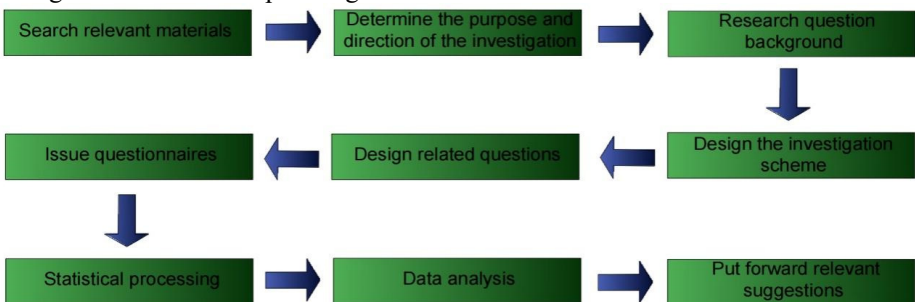 Search relevant materials
Determine the purpose and
direction of the investigation
Research question
background
Design the investigation
scheme
Design related questions
Issue questionnaires
Statistical processing
Data analysis
Put forward relevant
suggestions